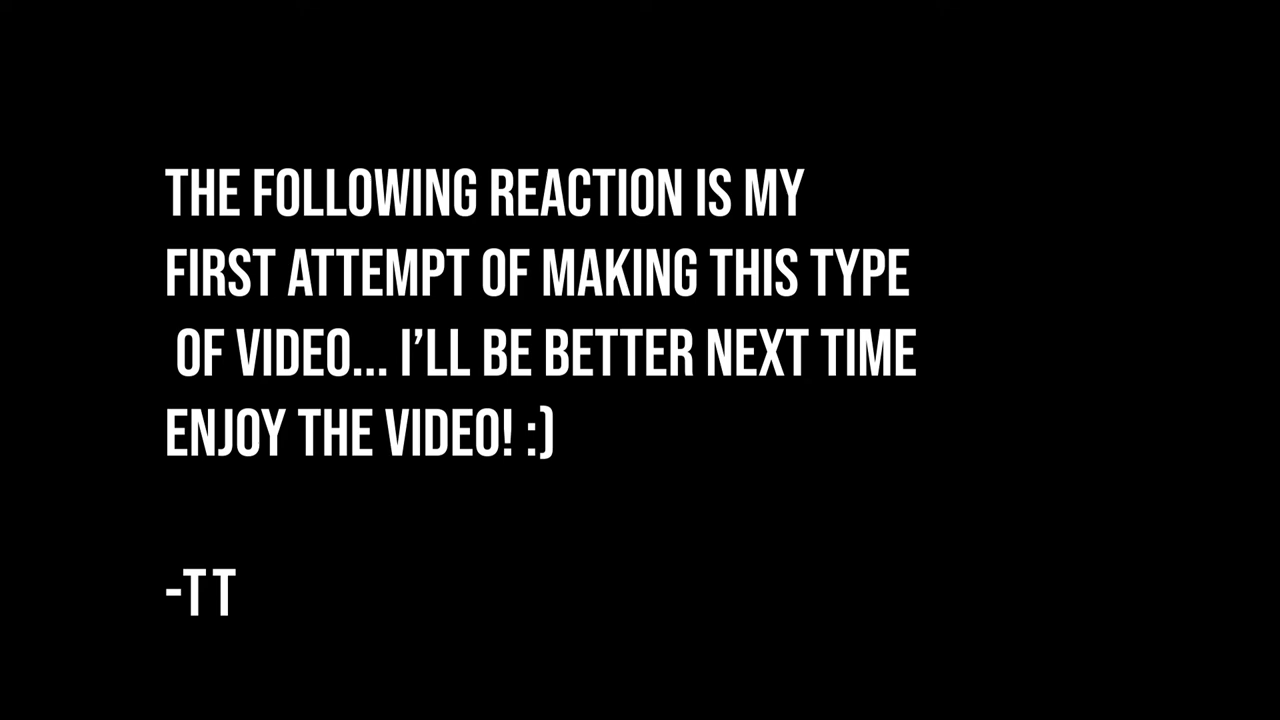 THE FOLLOWING REACTION IS MY
FIRST ATTEMPT OF MAKING THIS TYPE
OF VIDEO... I’LL BE BETTER NEXT TIME
ENJOY THE VIDEO! :)
-TT